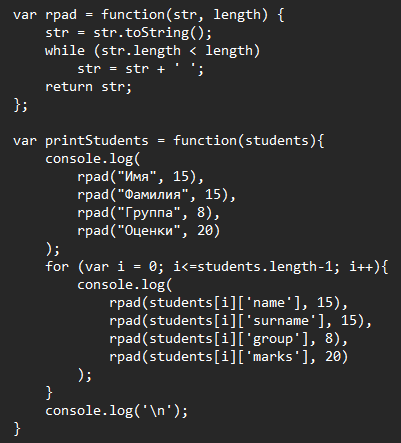 var rpad = function(str, length) {
    str = str.toString();
    while (str.length < length)
        str = str + ' ';
    return str;
};

var printStudents = function(students){
    console.log(
        rpad("Имя", 15),
        rpad("Фамилия", 15),
        rpad("Группа", 8),
        rpad("Оценки", 20)
    );
    for (var i = 0; i<=students.length-1; i++){
        console.log(
            rpad(students[i]['name'], 15),
            rpad(students[i]['surname'], 15),
            rpad(students[i]['group'], 8),
            rpad(students[i]['marks'], 20)
        );
    }
    console.log('\n');
}